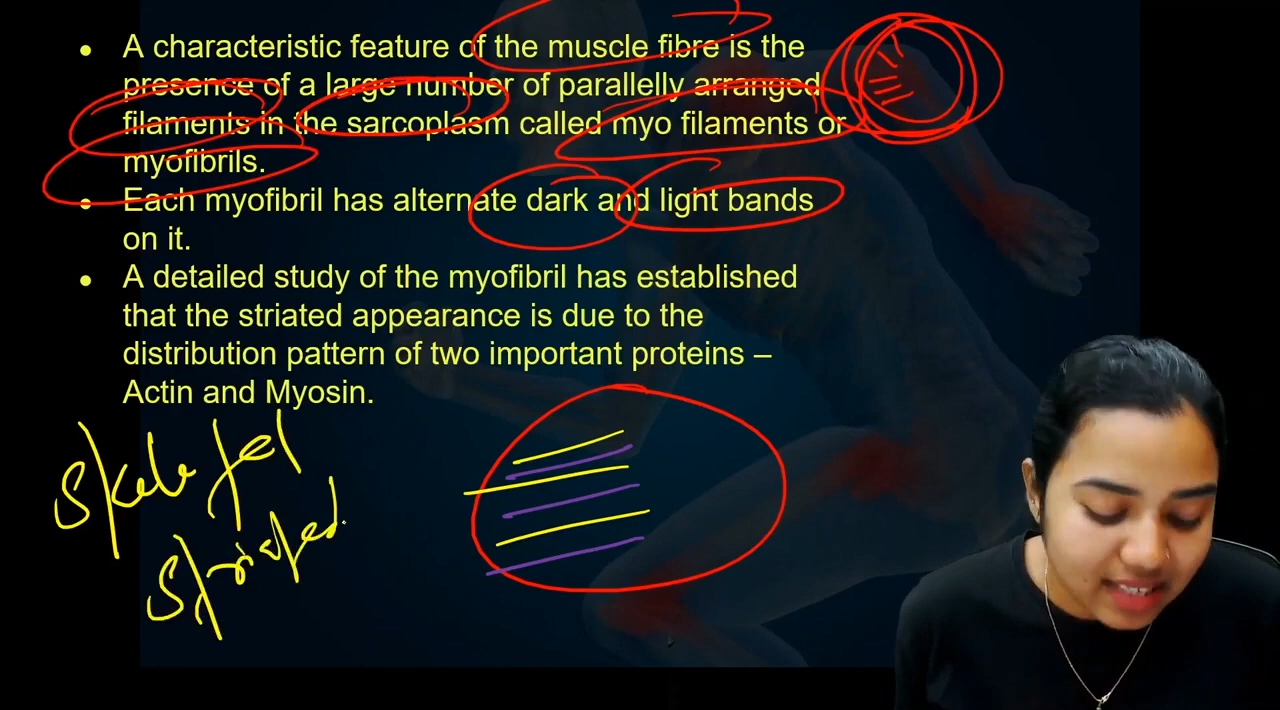 • A characteristic feature of the muscle fibre is the
presence of a large number of parallelly arranged
filaments in the sarcoplasm called myo filaments or
myofibrils.
• Each myofibril has alternate dark and light bands
on it.
• A detailed study of the myofibril has established
that the striated appearance is due to the
distribution pattern of two important proteins –
Actin and Myosin.
Skeletal
Striated